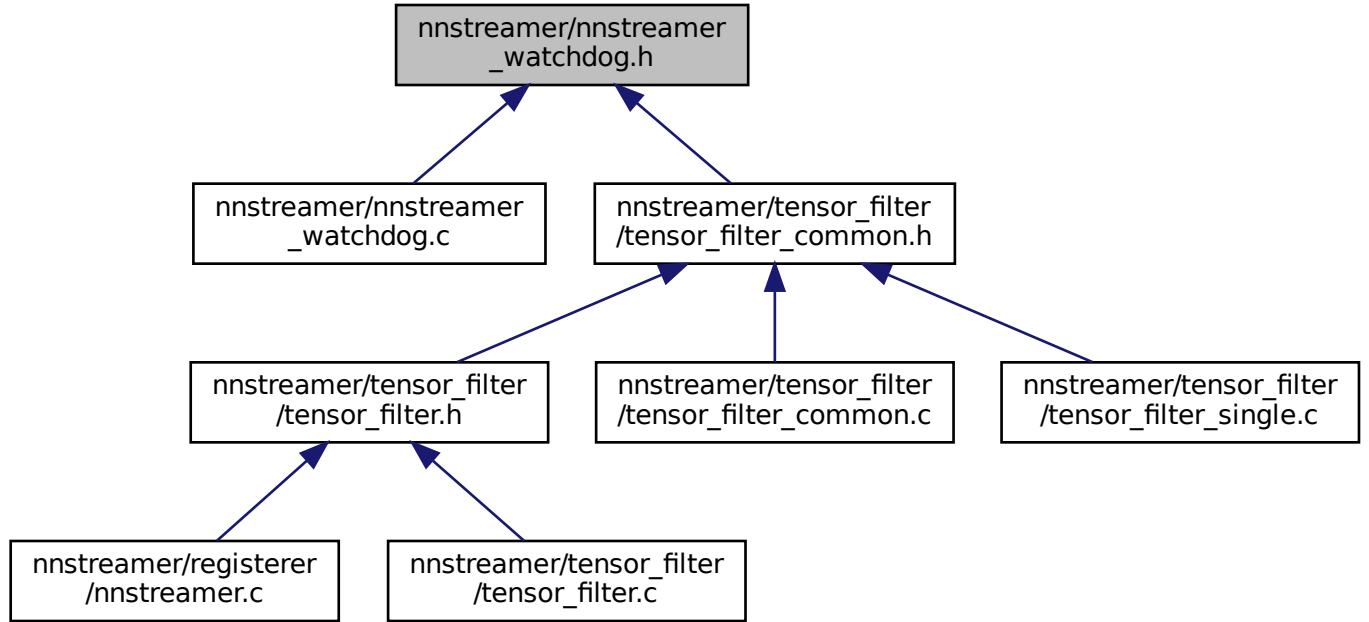 nnstreamer/nnstreamer
_watchdog.h
nnstreamer/nnstreamer
_watchdog.c
nnstreamer/tensor_filter
/tensor_filter_common.h
nnstreamer/tensor_filter
/tensor_filter.h
nnstreamer/tensor_filter
/tensor_filter_common.c
nnstreamer/tensor_filter
/tensor_filter_single.c
nnstreamer/registerer
/nnstreamer.c
nnstreamer/tensor_filter
/tensor_filter.c